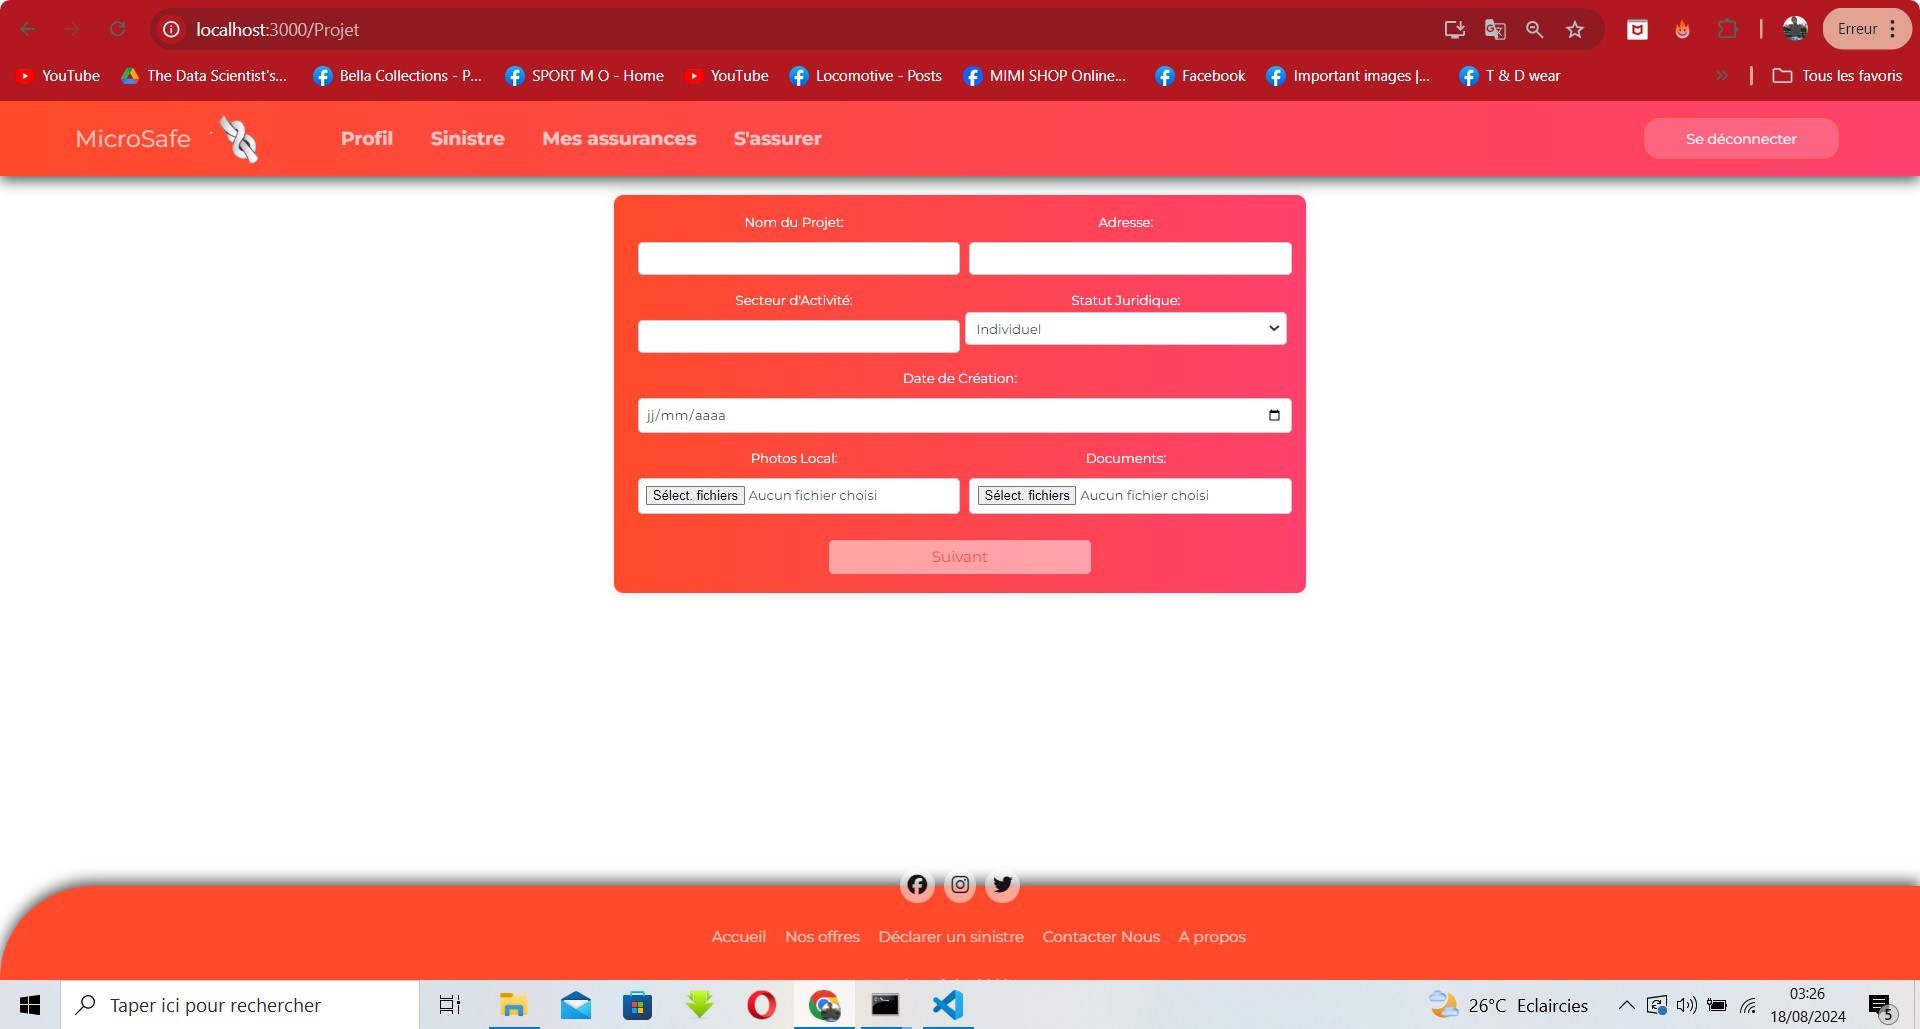 localhost:3000/Projet
Erreur
YouTube The Data Scientist's... Bella Collections - P... SPORT M O - Home YouTube Locomotive - Posts MIMI SHOP Online... Facebook Important images |... T & D wear » Tous les favoris
MicroSafe Profil Sinistre Mes assurances S'assurer Se déconnecter
Nom du Projet: Adresse:
Secteur d'Activité: Statut Juridique:
Individuel
Date de Création:
jj/mm/aaaa
Photos Local: Documents:
Sélect. fichiers Aucun fichier choisi Sélect. fichiers Aucun fichier choisi
Suivant
Accueil Nos offres Déclarer un sinistre Contacter Nous A propos
Taper ici pour rechercher
26°C Eclaircies
03:26
18/08/2024
5